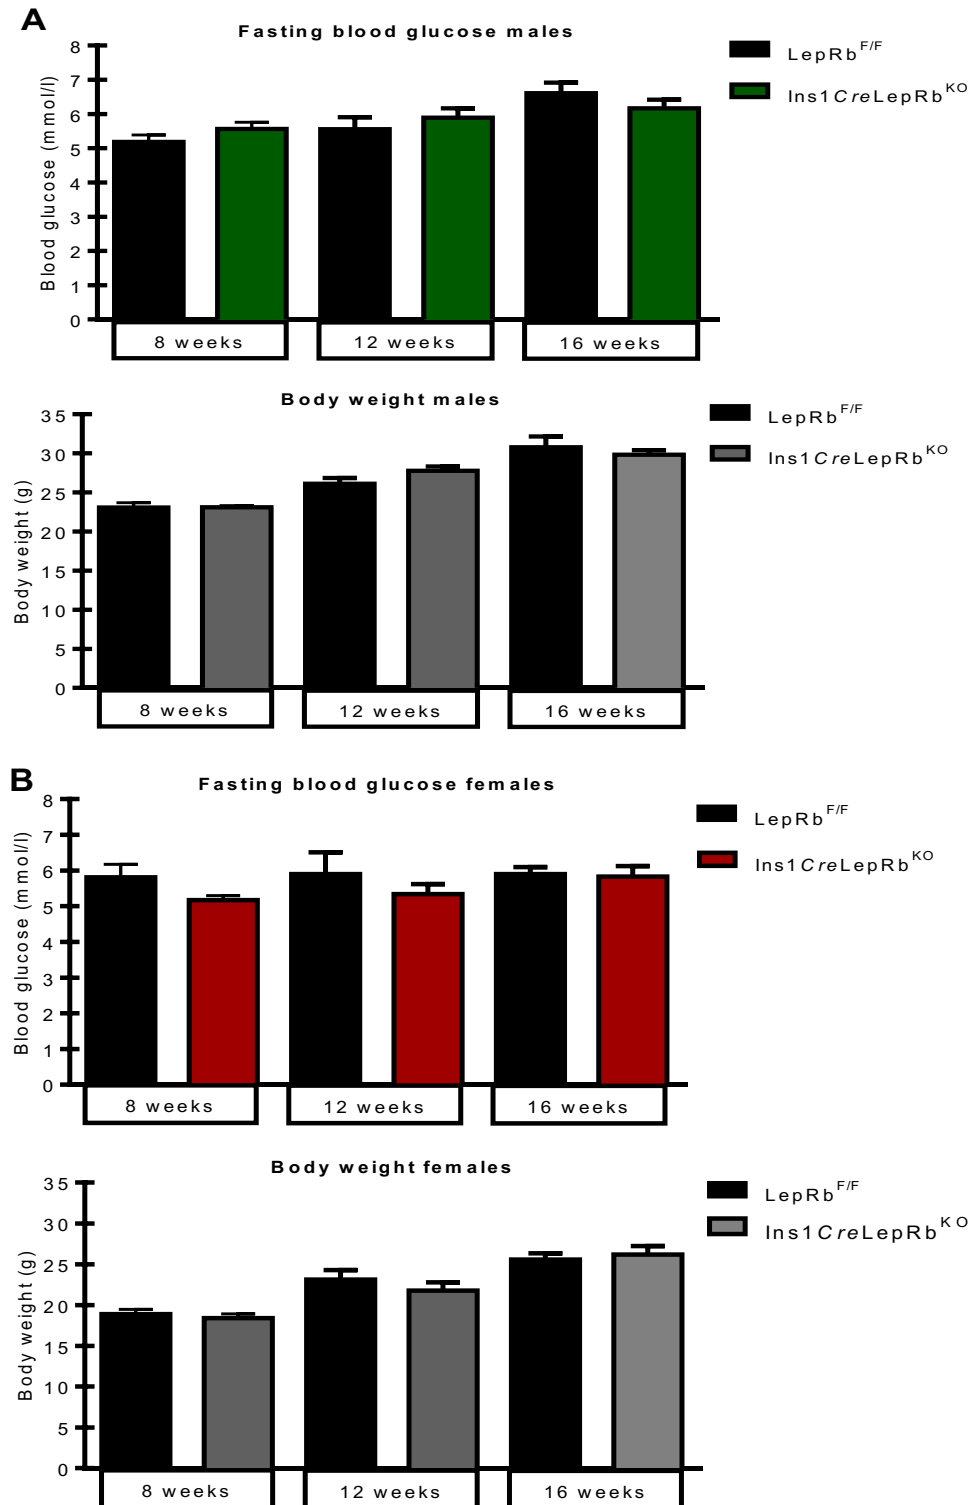 A
Fasting blood glucose males
LepRb^F/F
Ins1CreLepRb^KO
Blood glucose (mmol/l)
8
7
6
5
4
3
2
1
0
8 weeks 12 weeks 16 weeks
Body weight males
LepRb^F/F
Ins1CreLepRb^KO
Body weight (g)
35
30
25
20
15
10
5
0
8 weeks 12 weeks 16 weeks
B
Fasting blood glucose females
LepRb^F/F
Ins1CreLepRb^KO
Blood glucose (mmol/l)
8
7
6
5
4
3
2
1
0
8 weeks 12 weeks 16 weeks
Body weight females
LepRb^F/F
Ins1CreLepRb^KO
Body weight (g)
35
30
25
20
15
10
5
0
8 weeks 12 weeks 16 weeks